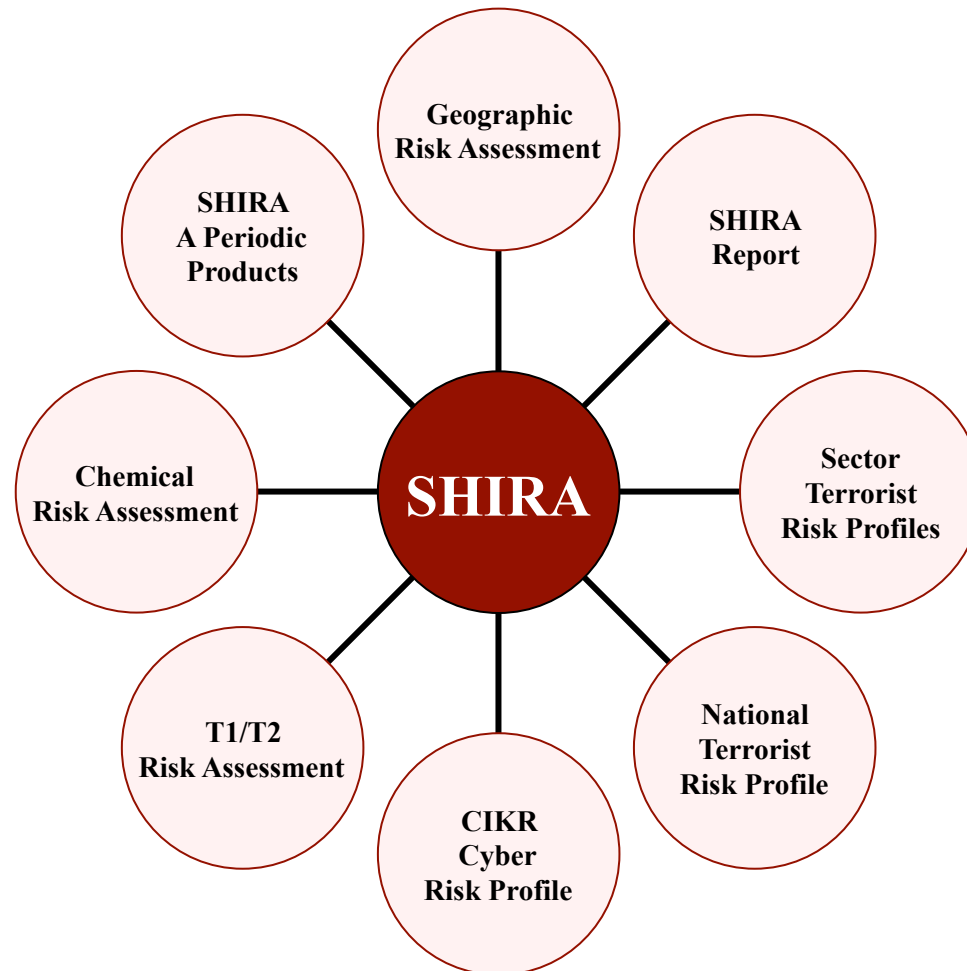 Geographic
Risk Assessment
SHIRA
Report
Sector
Terrorist
Risk Profiles
National
Terrorist
Risk Profile
CIKR
Cyber
Risk Profile
T1/T2
Risk Assessment
Chemical
Risk Assessment
SHIRA
A Periodic
Products
SHIRA